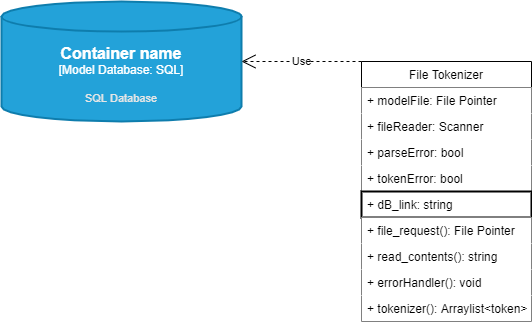 Container name
[Model Database: SQL]
SQL Database
Use
File Tokenizer
+ modelFile: File Pointer
+ fileReader: Scanner
+ parseError: bool
+ tokenError: bool
+ dB_link: string
+ file_request(): File Pointer
+ read_contents(): string
+ errorHandler(): void
+ tokenizer(): Arraylist<token>